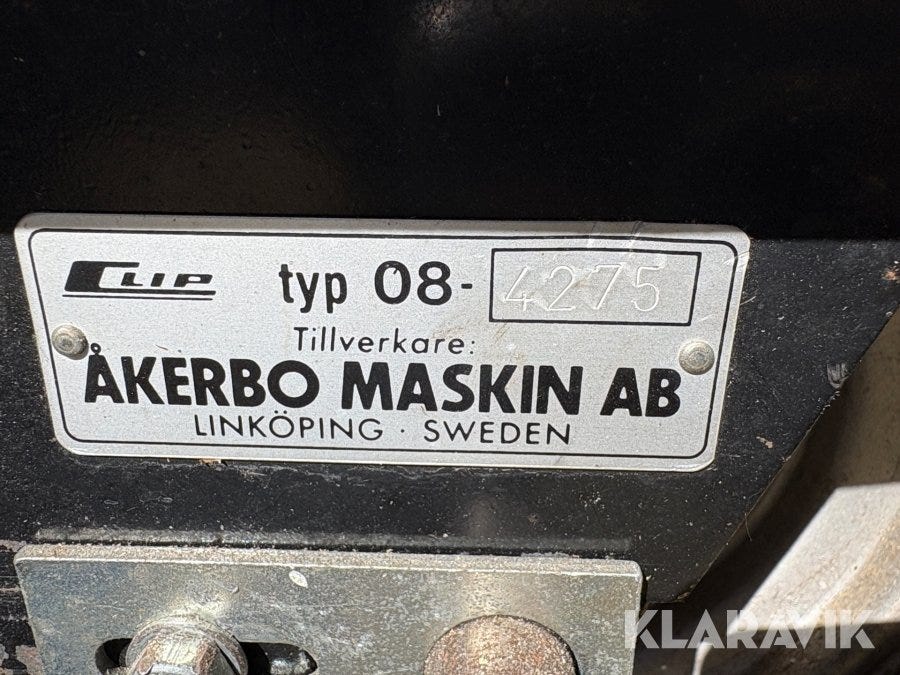 CLIP typ 08-4275
Tillverkare:
ÅKERBO MASKIN AB
LINKÖPING · SWEDEN
KLARAVIK